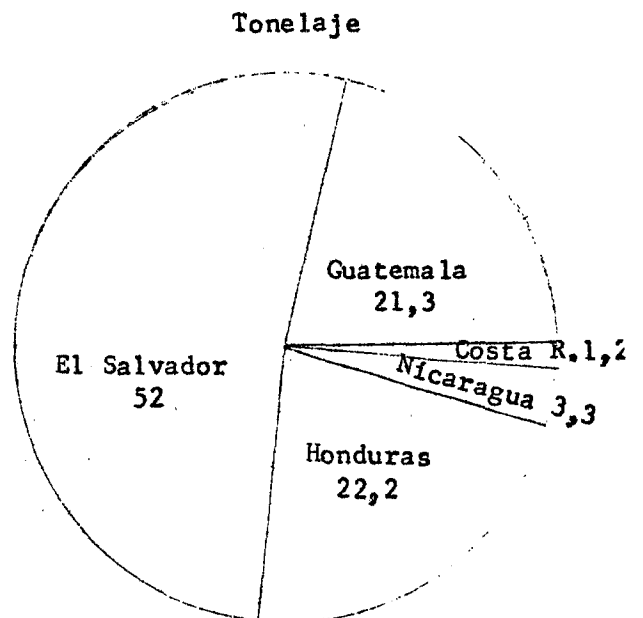 Tonelaje
Guatemala
21,3
Costa R.1,2
Nicaragua 3,3
El Salvador
52
Honduras
22,2